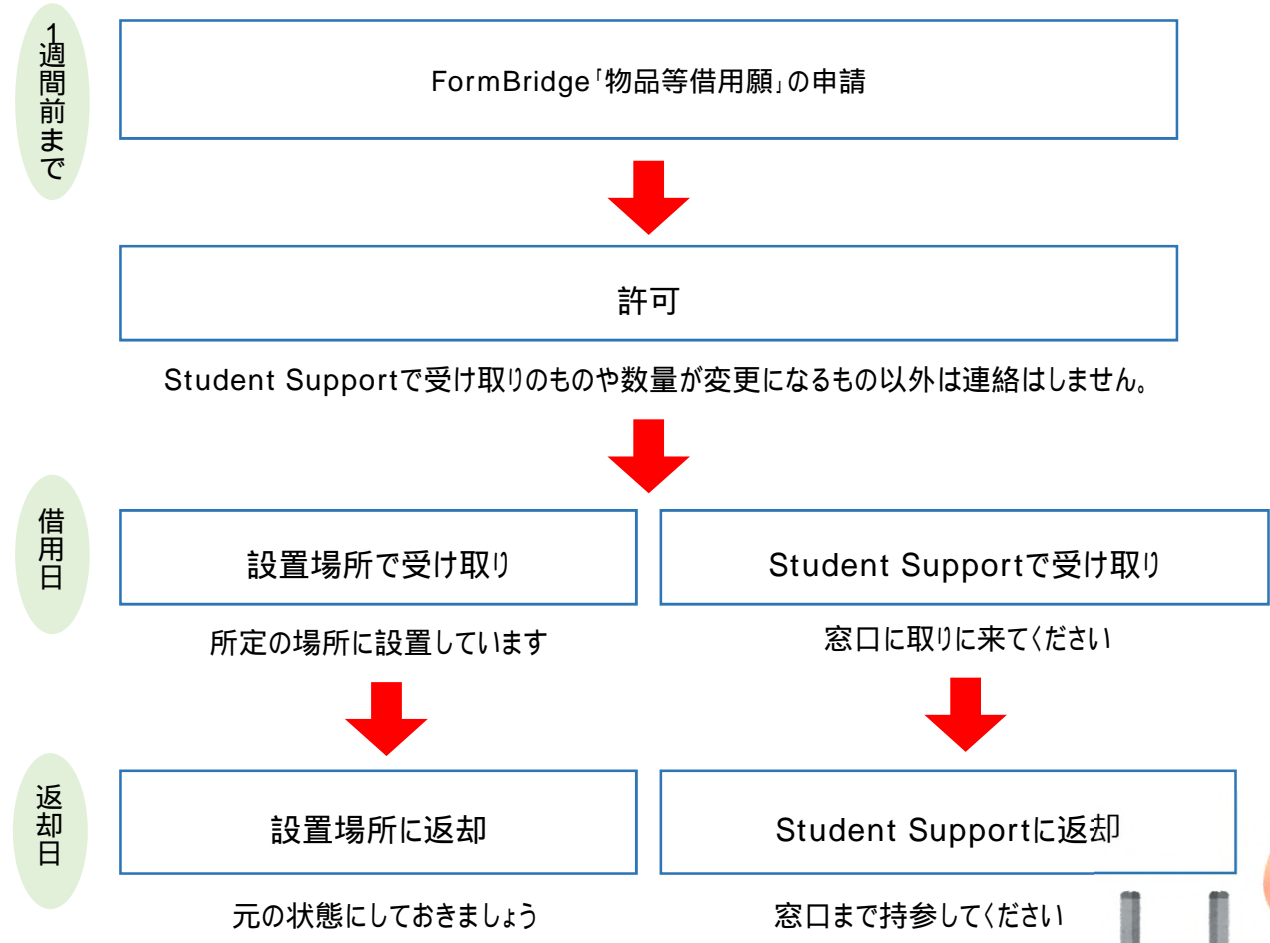 1週間前まで
FormBridge「物品等借用願」の申請
許可
Student Supportで受け取りのものや数量が変更になるもの以外は連絡はしません。
借用日
設置場所で受け取り
Student Supportで受け取り
所定の場所に設置しています
窓口に取りに来てください
返却日
設置場所に返却
Student Supportに返却
元の状態にしておきましょう
窓口まで持参してください